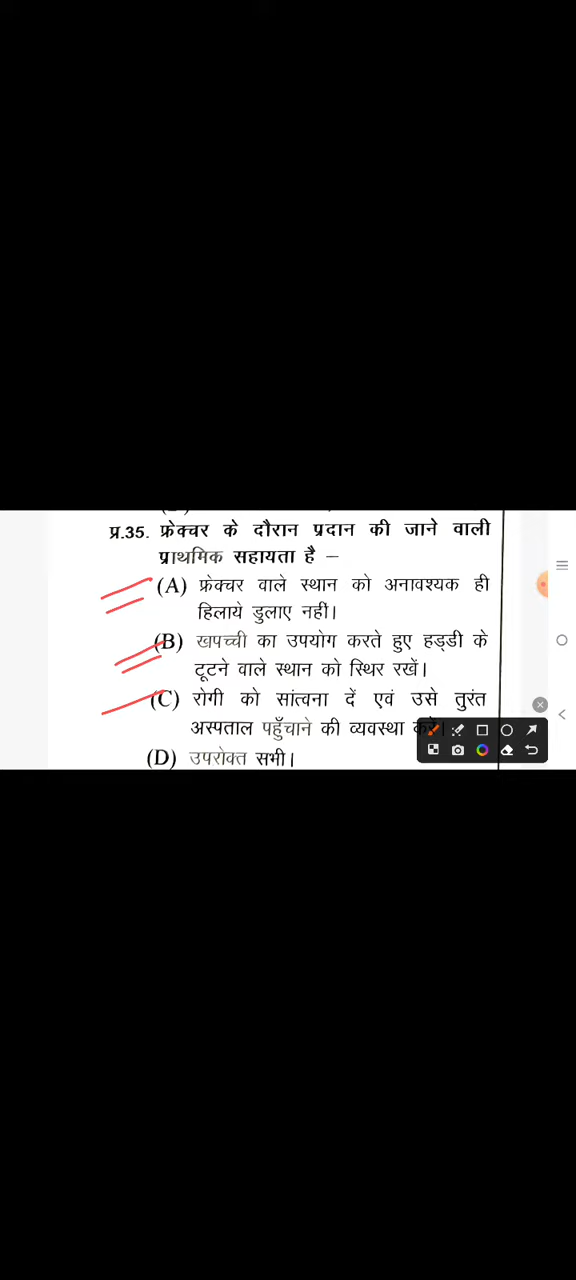 प्र.35. फ्रेक्चर के दौरान प्रदान की जाने वाली
प्राथमिक सहायता है –
(A) फ्रेक्चर वाले स्थान को अनावश्यक ही
हिलाये डुलाए नहीं।
(B) खपच्ची का उपयोग करते हुए हड्डी के
टूटने वाले स्थान को स्थिर रखें।
(C) रोगी को सांत्वना दें एवं उसे तुरंत
अस्पताल पहुँचाने की व्यवस्था करें।
(D) उपरोक्त सभी।